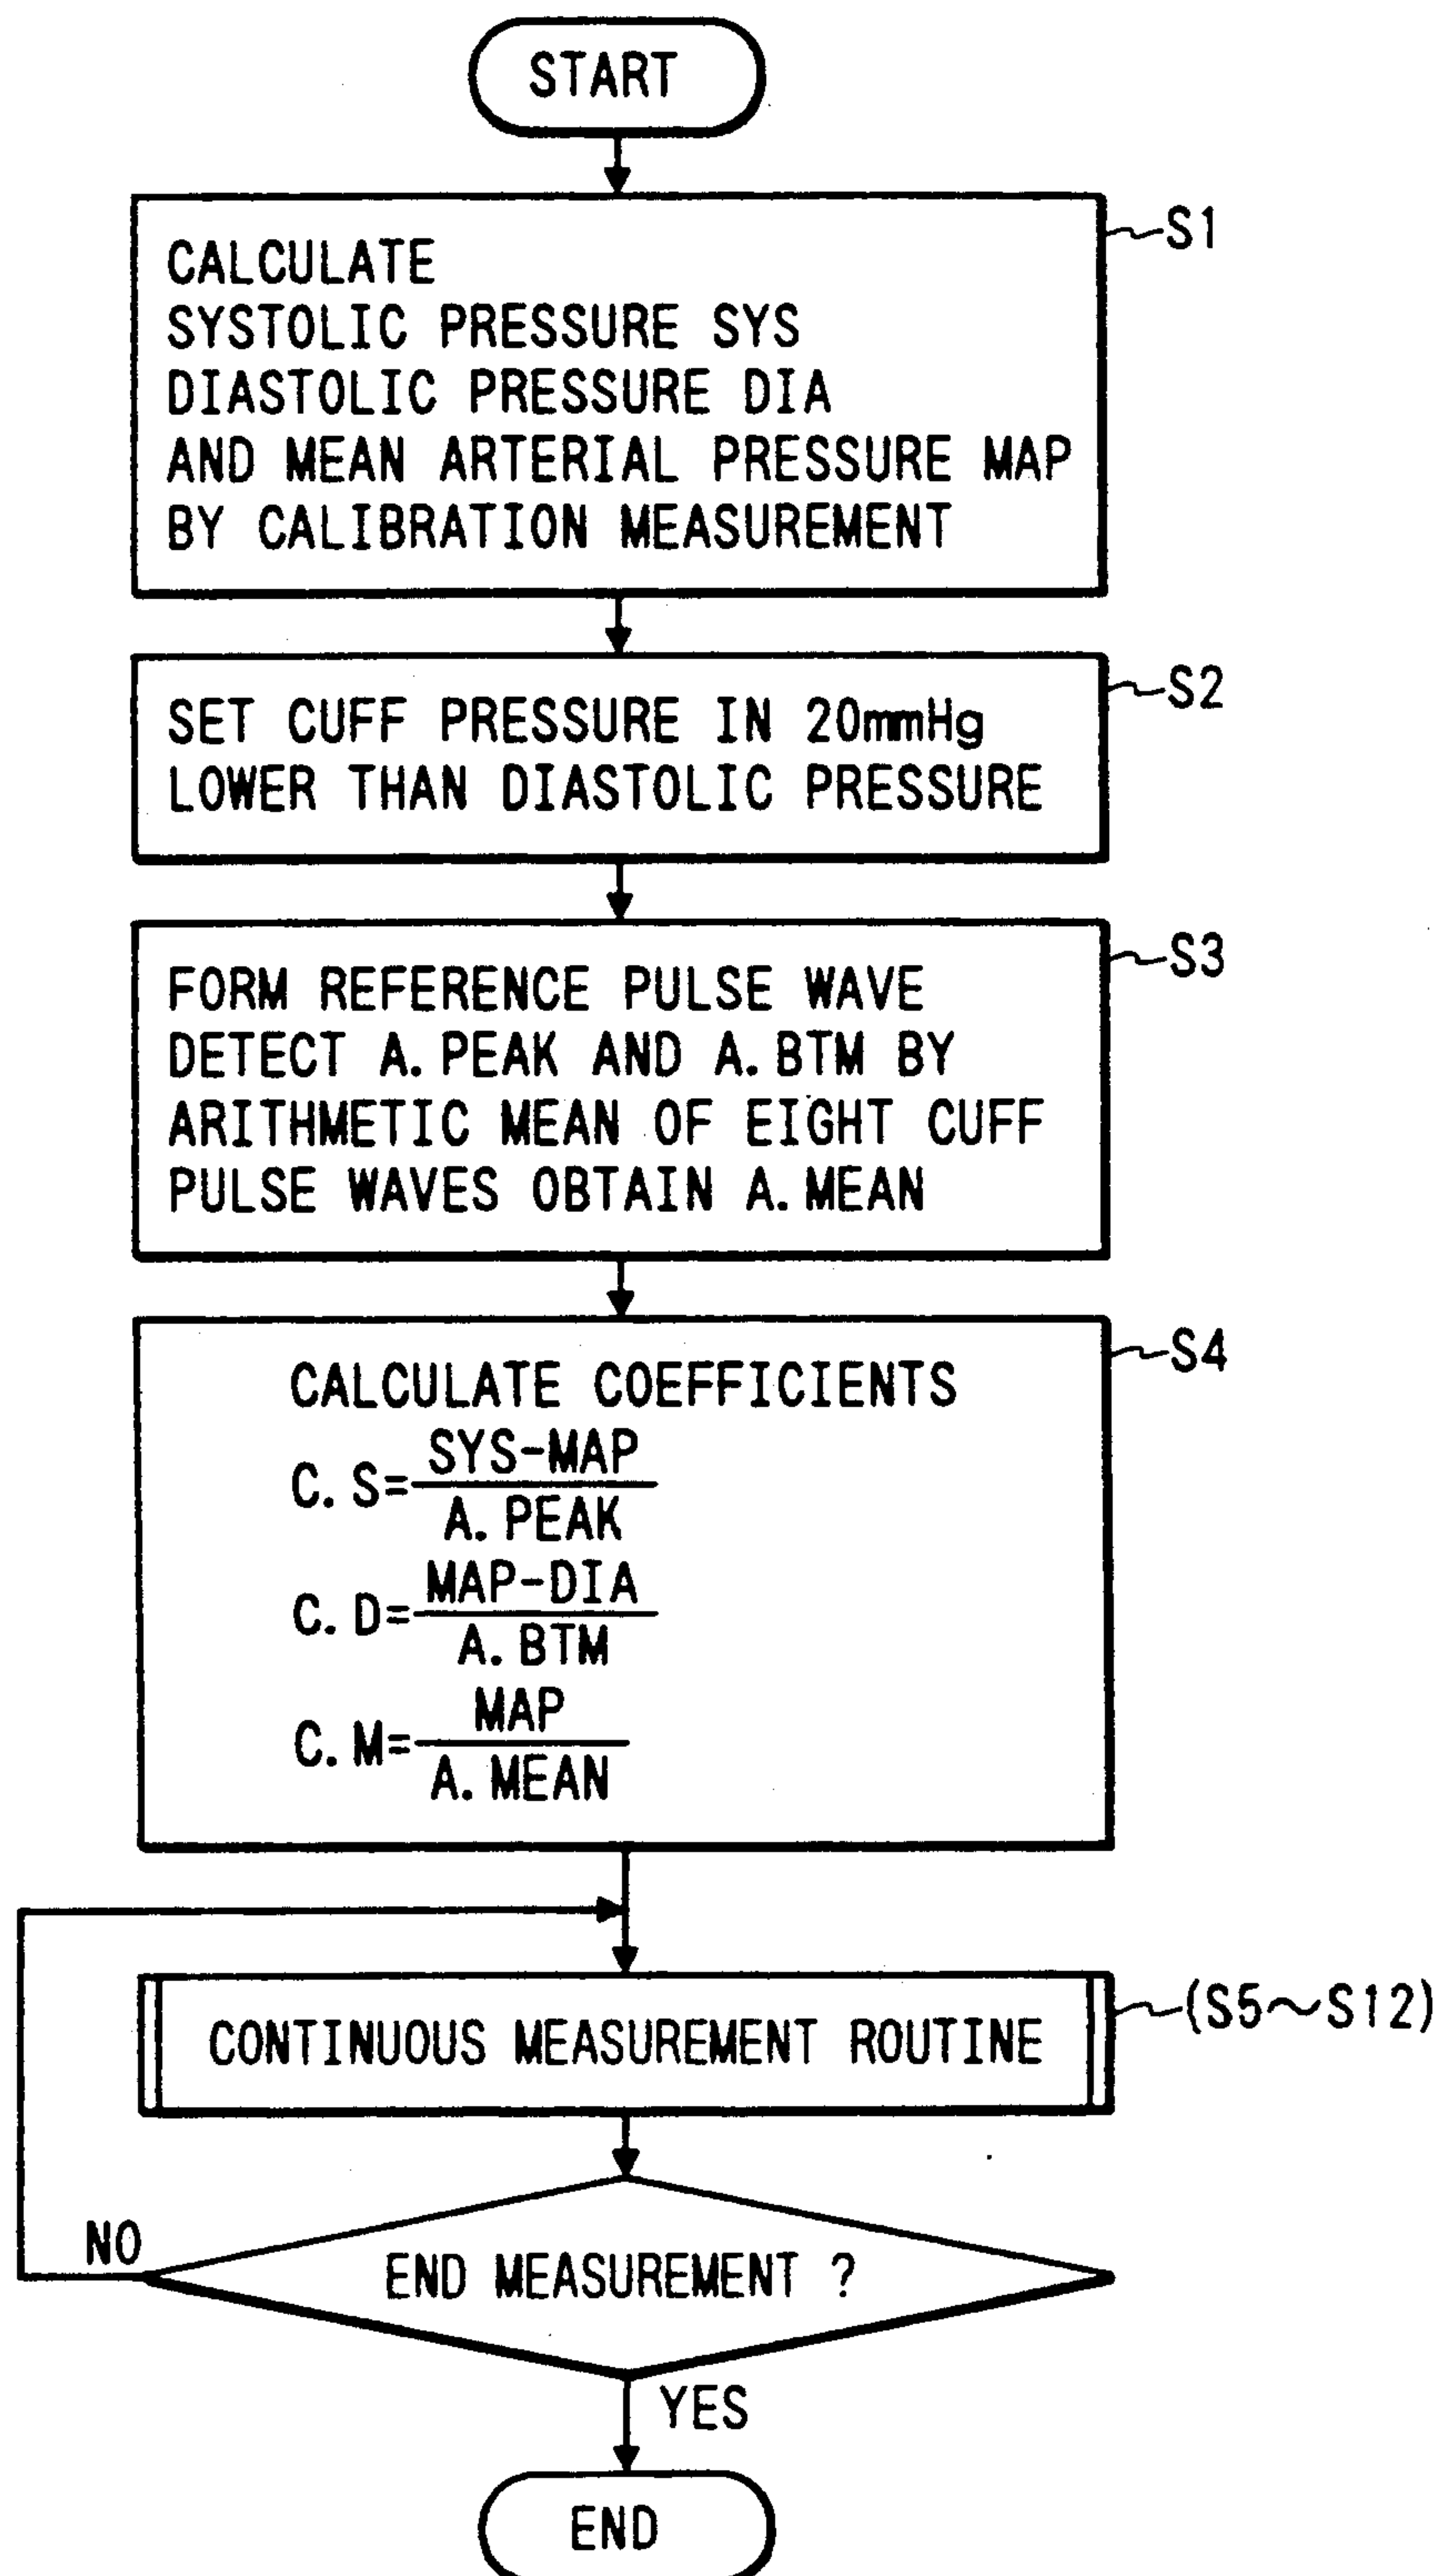 START
S1
CALCULATE
SYSTOLIC PRESSURE SYS
DIASTOLIC PRESSURE DIA
AND MEAN ARTERIAL PRESSURE MAP
BY CALIBRATION MEASUREMENT
S2
SET CUFF PRESSURE IN 20mmHg
LOWER THAN DIASTOLIC PRESSURE
S3
FORM REFERENCE PULSE WAVE
DETECT A.PEAK AND A.BTM BY
ARITHMETIC MEAN OF EIGHT CUFF
PULSE WAVES OBTAIN A.MEAN
S4
CALCULATE COEFFICIENTS
SYS-MAP
C.S=
A.PEAK
MAP-DIA
C.D=
A.BTM
MAP
C.M=
A.MEAN
(S5~S12)
CONTINUOUS MEASUREMENT ROUTINE
NO
END MEASUREMENT ?
YES
END